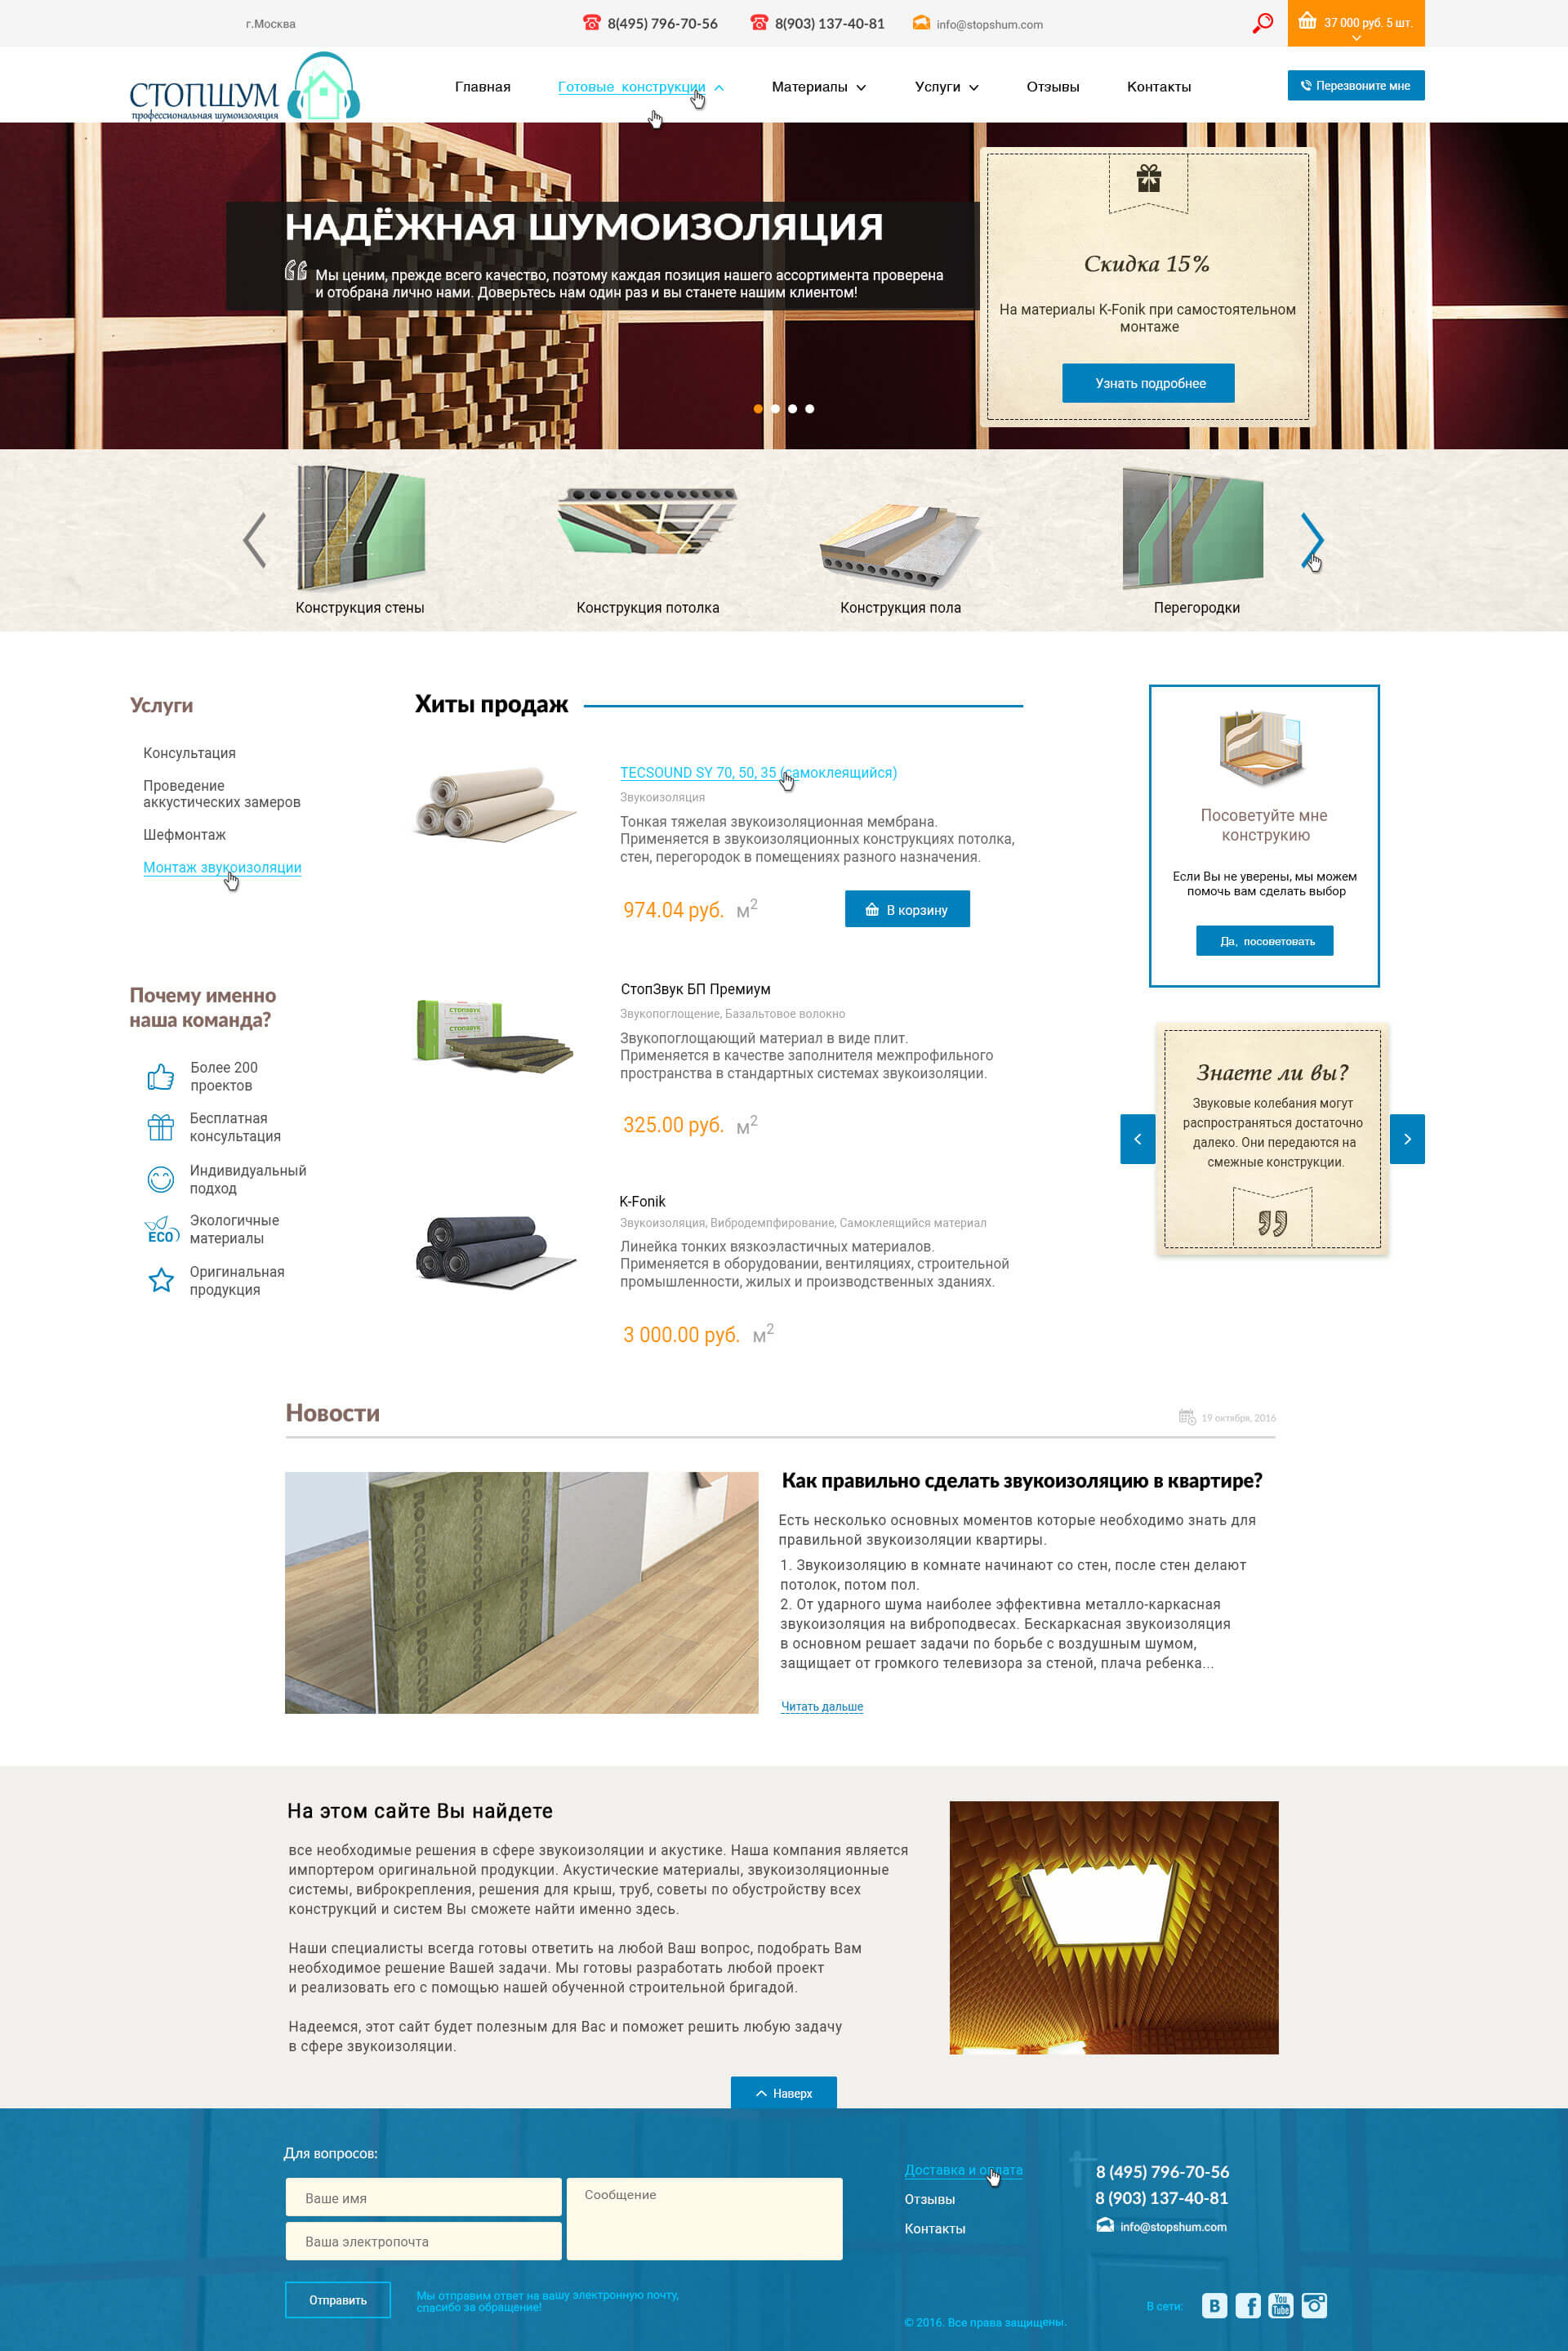 г.Москва
8(495) 796-70-56
8(903) 137-40-81
info@stopshum.com
37 000 руб. 5 шт.
СТОПШУМ
профессиональная шумоизоляция
Главная
Готовые конструкции
Материалы
Услуги
Отзывы
Контакты
Перезвоните мне
НАДЁЖНАЯ ШУМОИЗОЛЯЦИЯ
Мы ценим, прежде всего качество, поэтому каждая позиция нашего ассортимента проверена
и отобрана лично нами. Доверьтесь нам один раз и вы станете нашим клиентом!
Скидка 15%
На материалы K-Fonik при самостоятельном
монтаже
Узнать подробнее
Конструкция стены
Конструкция потолка
Конструкция пола
Перегородки
Услуги
Консультация
Проведение
аккустических замеров
Шефмонтаж
Монтаж звукоизоляции
Почему именно
наша команда?
Более 200
проектов
Бесплатная
консультация
Индивидуальный
подход
ECO
Экологичные
материалы
Оригинальная
продукция
Хиты продаж
TECSOUND SY 70, 50, 35 (самоклеящийся)
Звукоизоляция
Тонкая тяжелая звукоизоляционная мембрана.
Применяется в звукоизоляционных конструкциях потолка,
стен, перегородок в помещениях разного назначения.
974.04 руб. м2
В корзину
СТОПЗВУК
СТОПЗВУК
СтопЗвук БП Премиум
Звукопоглощение, Базальтовое волокно
Звукопоглощающий материал в виде плит.
Применяется в качестве заполнителя межпрофильного
пространства в стандартных системах звукоизоляции.
325.00 руб. м2
K-Fonik
Звукоизоляция, Вибродемпфирование, Самоклеящийся материал
Линейка тонких вязкоэластичных материалов.
Применяется в оборудовании, вентиляциях, строительной
промышленности, жилых и производственных зданиях.
3 000.00 руб. м2
Посоветуйте мне
конструкию
Если Вы не уверены, мы можем
помочь вам сделать выбор
Да, посоветовать
Знаете ли вы?
Звуковые колебания могут
распространяться достаточно
далеко. Они передаются на
смежные конструкции.
Новости
19 октября, 2016
Как правильно сделать звукоизоляцию в квартире?
Есть несколько основных моментов которые необходимо знать для
правильной звукоизоляции квартиры.
1. Звукоизоляцию в комнате начинают со стен, после стен делают
потолок, потом пол.
2. От ударного шума наиболее эффективна металло-каркасная
звукоизоляция на виброподвесах. Бескаркасная звукоизоляция
в основном решает задачи по борьбе с воздушным шумом,
защищает от громкого телевизора за стеной, плача ребенка...
Читать дальше
На этом сайте Вы найдете
все необходимые решения в сфере звукоизоляции и акустике. Наша компания является
импортером оригинальной продукции. Акустические материалы, звукоизоляционные
системы, виброкрепления, решения для крыш, труб, советы по обустройству всех
конструкций и систем Вы сможете найти именно здесь.
Наши специалисты всегда готовы ответить на любой Ваш вопрос, подобрать Вам
необходимое решение Вашей задачи. Мы готовы разработать любой проект
и реализовать его с помощью нашей обученной строительной бригадой.
Надеемся, этот сайт будет полезным для Вас и поможет решить любую задачу
в сфере звукоизоляции.
Наверх
Для вопросов:
Ваше имя
Ваша электропочта
Сообщение
Отправить
Мы отправим ответ на вашу электронную почту,
спасибо за обращение!
Доставка и оплата
Отзывы
Контакты
8 (495) 796-70-56
8 (903) 137-40-81
info@stopshum.com
© 2016. Все права защищены.
В сети:
You
Tube